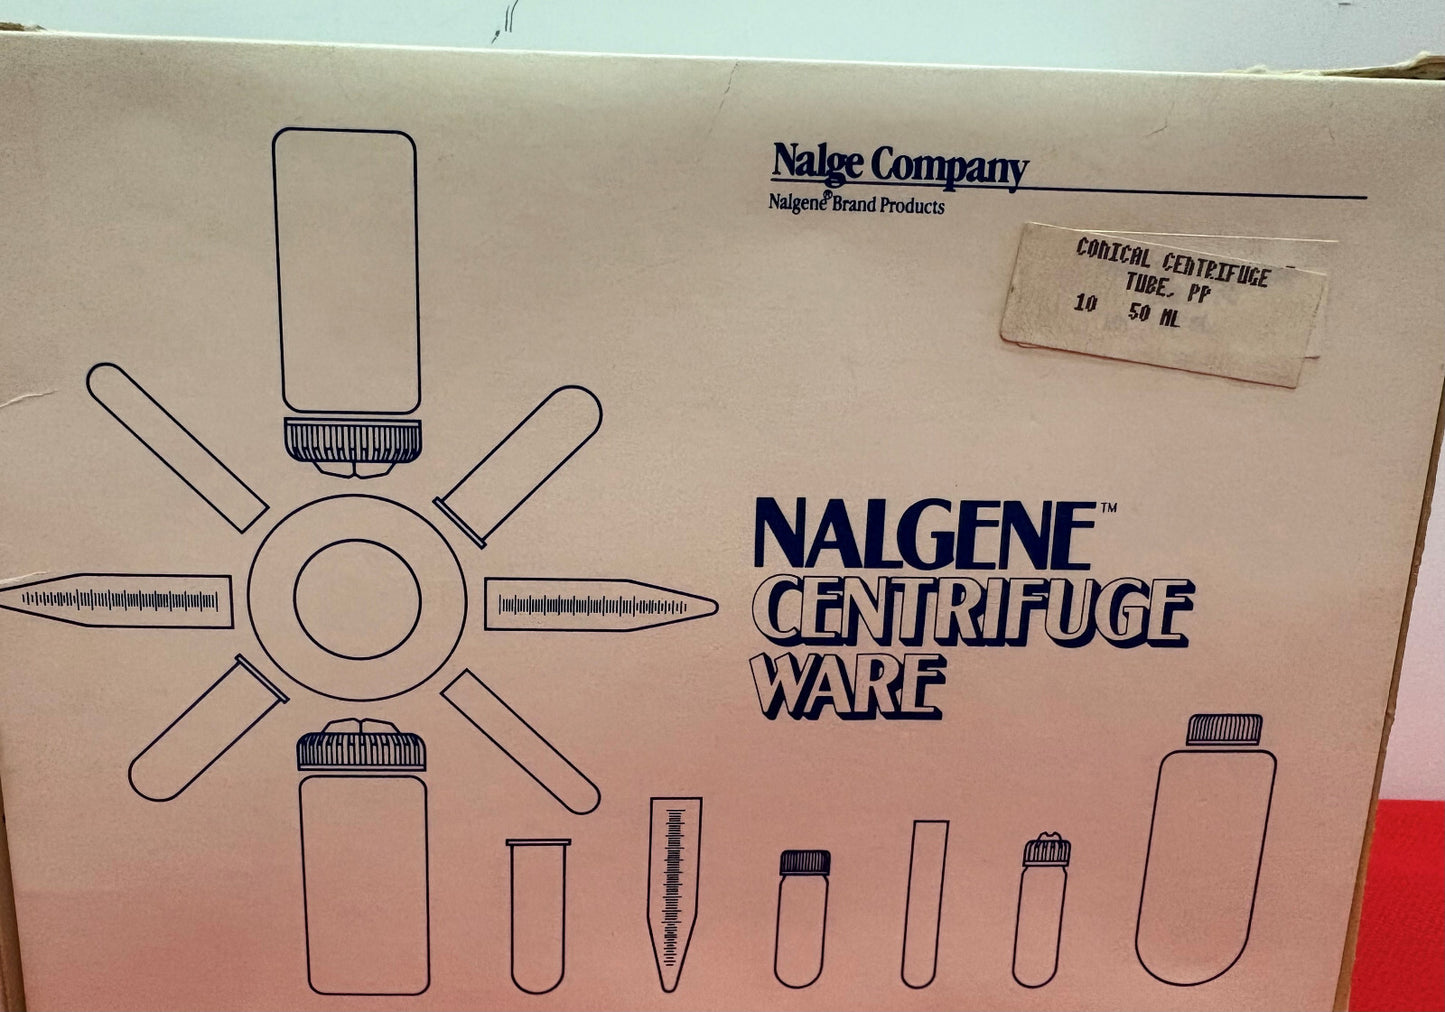 Nalge Company
Nalgene® Brand Products
CONICAL CENTRIFUGE
TUBE, PP
10 50 ML
NALGENE™
CENTRIFUGE
WARE